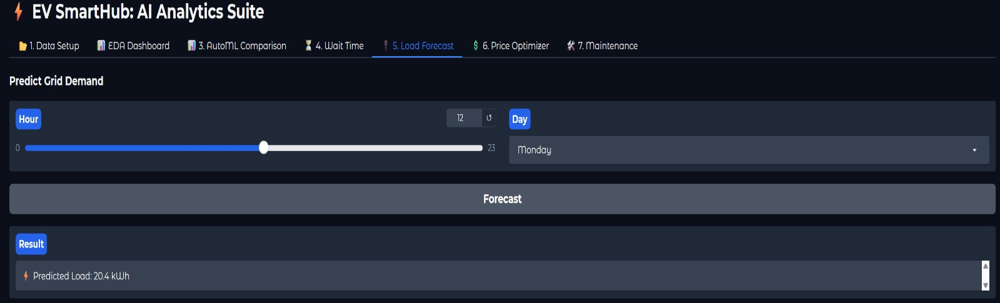 ⚡ EV SmartHub: AI Analytics Suite
📁 1. Data Setup 📊 EDA Dashboard 📊 3. AutoML Comparison ⏳ 4. Wait Time 5. Load Forecast 💲 6. Price Optimizer 🛠 7. Maintenance
Predict Grid Demand
Hour 12 ↺ Day
0 23 Monday
Forecast
Result
⚡ Predicted Load: 20.4 kWh